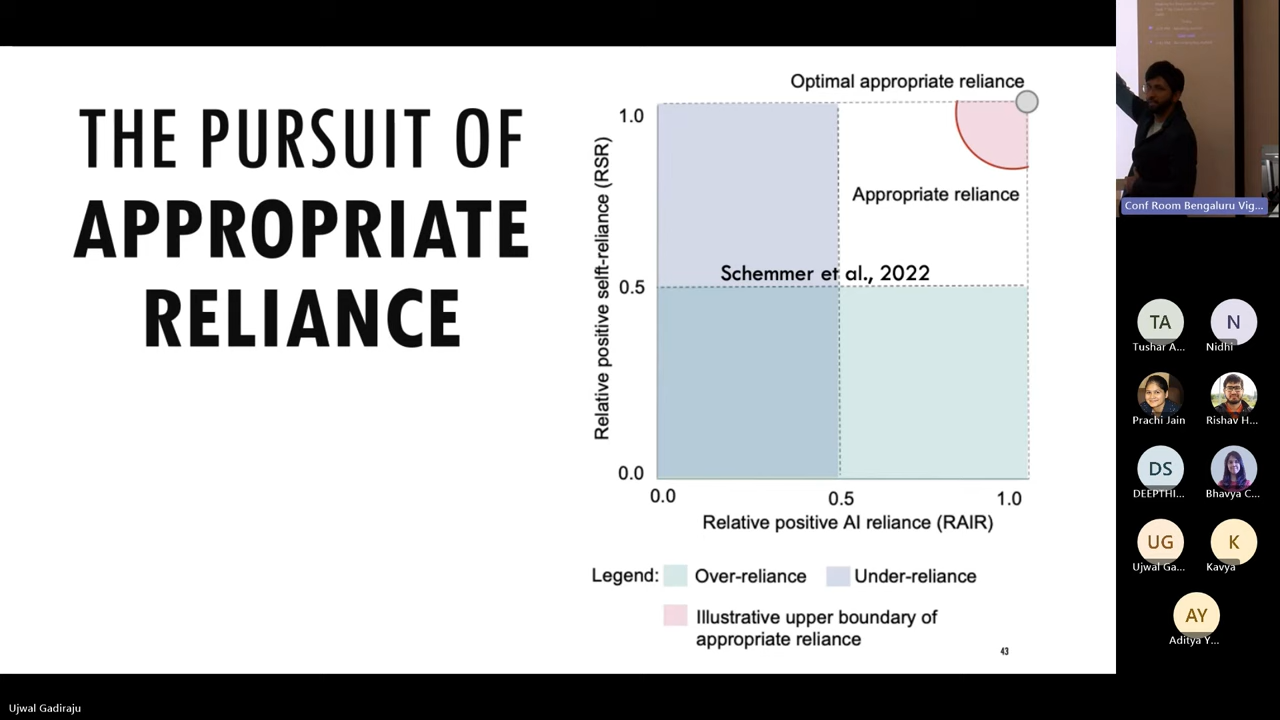 THE PURSUIT OF
APPROPRIATE
RELIANCE
Optimal appropriate reliance
1.0
Appropriate reliance
Schemmer et al., 2022
0.5
0.0
Relative positive selft-reliance (RSR)
0.0
0.5
1.0
Relative positive AI reliance (RAIR)
Legend: Over-reliance Under-reliance
Illustrative upper boundary of
appropriate reliance
43
Conf Room Bengaluru Vig...
TA
Tushar A...
N
Nidhi
Prachi Jain
Rishav H...
DS
DEEPTHI...
Bhavya C...
UG
Ujwal Ga...
K
Kavya
AY
Aditya Y...
Ujwal Gadiraju